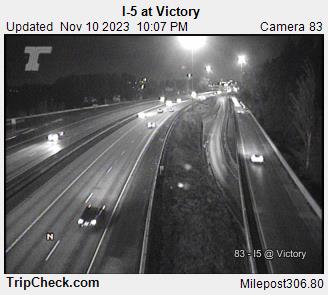 I-5 at Victory
Updated Nov 10 2023 10:07 PM Camera 83
T
N
83 - I5 @ Victory
TripCheck.com Milepost306.80